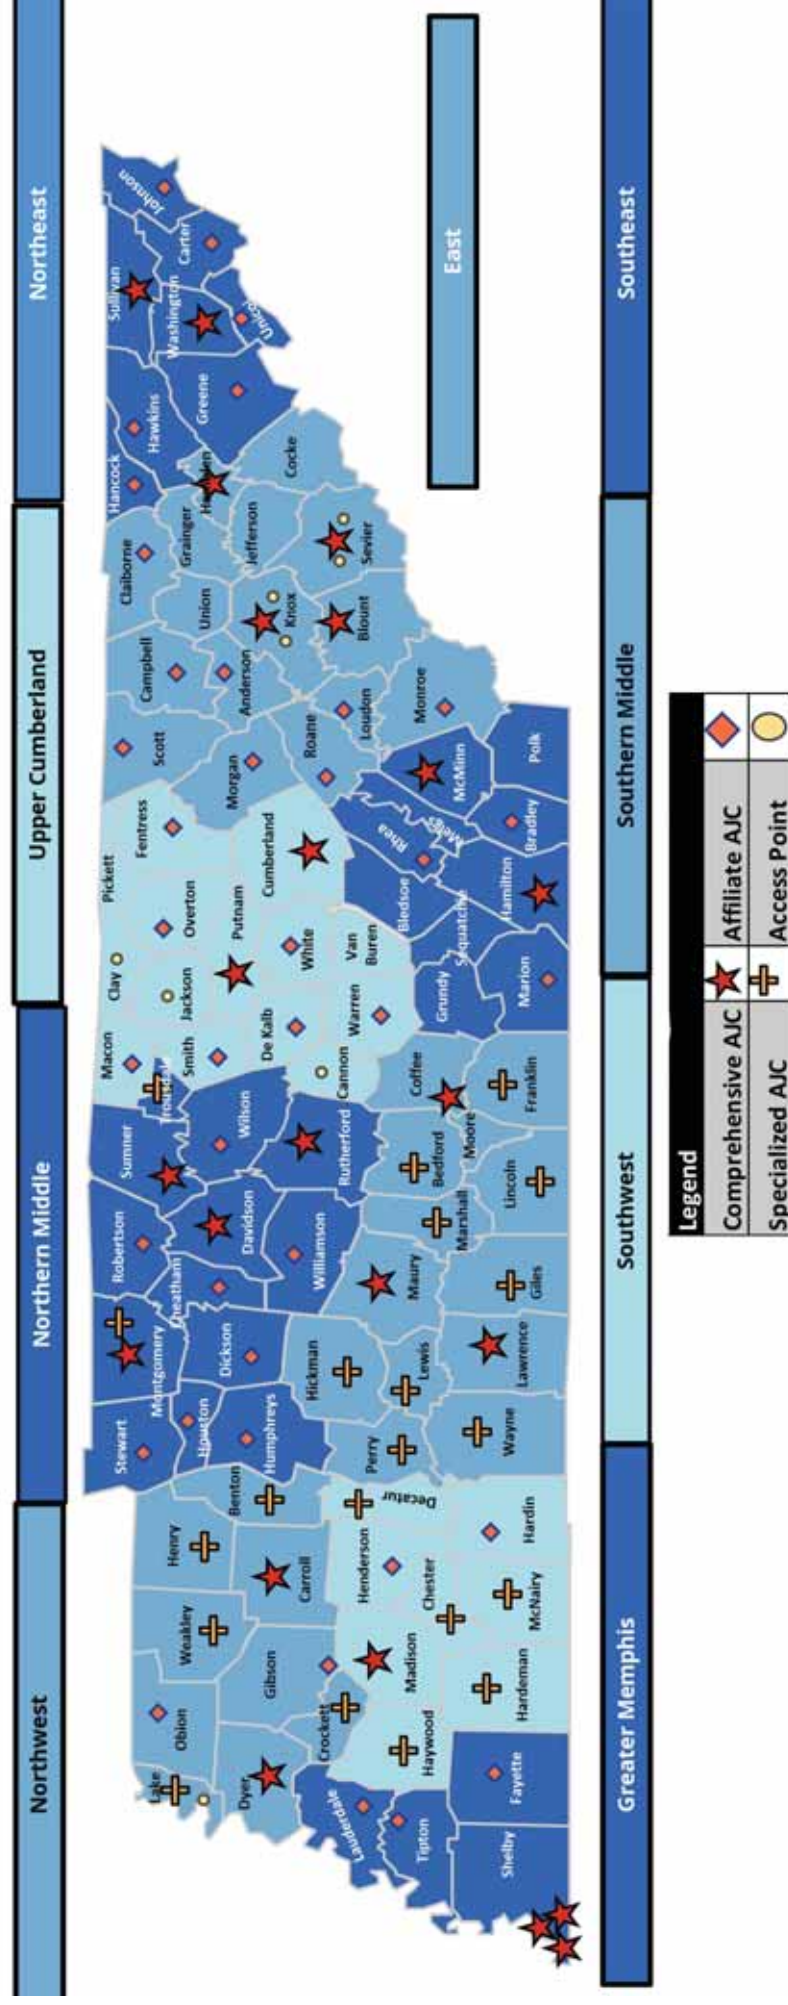 Northwest
Northern Middle
Upper Cumberland
Northeast
Lake
Obion
Weakley
Henry
Stewart
Montgomery
Robertson
Sumner
Macon
Clay
Pickett
Fentress
Scott
Campbell
Claiborne
Hancock
Hawkins
Sullivan
Johnson
Dyer
Gibson
Carroll
Benton
Houston
Humphreys
Dickson
Cheatham
Davidson
Wilson
Smith
Jackson
Overton
Putnam
Morgan
Anderson
Union
Grainger
Greene
Washington
Carter
Unicoi
Crockett
Lauderdale
Tipton
Haywood
Madison
Henderson
Decatur
Perry
Hickman
Williamson
Rutherford
Cannon
De Kalb
White
Cumberland
Roane
Loudon
Knox
Blount
Jefferson
Sevier
Cocke
East
Chester
Lewis
Maury
Marshall
Bedford
Coffee
Warren
Van
Buren
Bledsoe
Rhea
Meigs
McMinn
Monroe
Shelby
Fayette
Hardeman
McNairy
Hardin
Wayne
Lawrence
Giles
Lincoln
Moore
Franklin
Grundy
Sequatchie
Marion
Hamilton
Bradley
Polk
Greater Memphis
Southwest
Southern Middle
Southeast
Legend
Comprehensive AJC
Affiliate AJC
Specialized AJC
Access Point